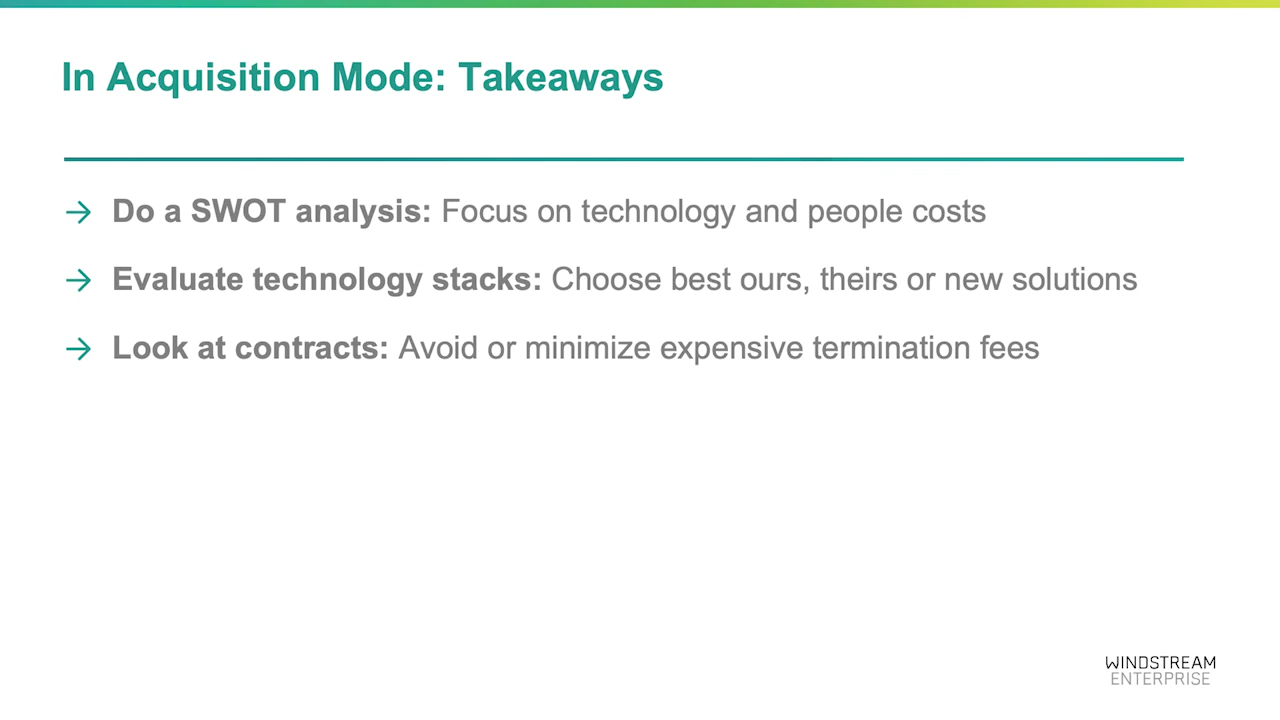 In Acquisition Mode: Takeaways
→ Do a SWOT analysis: Focus on technology and people costs
→ Evaluate technology stacks: Choose best ours, theirs or new solutions
→ Look at contracts: Avoid or minimize expensive termination fees
WINDSTREAM
ENTERPRISE